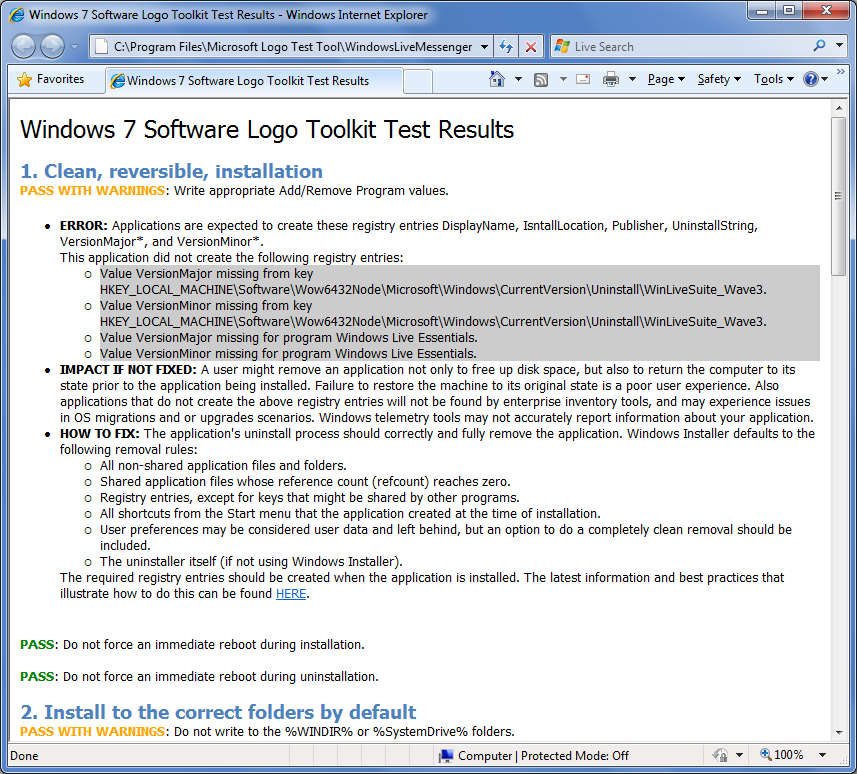 Windows 7 Software Logo Toolkit Test Results - Windows Internet Explorer
C:\Program Files\Microsoft Logo Test Tool\WindowsLiveMessenger
Live Search
Favorites
Windows 7 Software Logo Toolkit Test Results
Page
Safety
Tools
Windows 7 Software Logo Toolkit Test Results
1. Clean, reversible, installation
PASS WITH WARNINGS: Write appropriate Add/Remove Program values.
ERROR: Applications are expected to create these registry entries DisplayName, IsntallLocation, Publisher, UninstallString,
VersionMajor*, and VersionMinor*.
This application did not create the following registry entries:
Value VersionMajor missing from key
HKEY_LOCAL_MACHINE\Software\Wow6432Node\Microsoft\Windows\CurrentVersion\Uninstall\WinLiveSuite_Wave3.
Value VersionMinor missing from key
HKEY_LOCAL_MACHINE\Software\Wow6432Node\Microsoft\Windows\CurrentVersion\Uninstall\WinLiveSuite_Wave3.
Value VersionMajor missing for program Windows Live Essentials.
Value VersionMinor missing for program Windows Live Essentials.
IMPACT IF NOT FIXED: A user might remove an application not only to free up disk space, but also to return the computer to its
state prior to the application being installed. Failure to restore the machine to its original state is a poor user experience. Also
applications that do not create the above registry entries will not be found by enterprise inventory tools, and may experience issues
in OS migrations and or upgrades scenarios. Windows telemetry tools may not accurately report information about your application.
HOW TO FIX: The application's uninstall process should correctly and fully remove the application. Windows Installer defaults to the
following removal rules:
All non-shared application files and folders.
Shared application files whose reference count (refcount) reaches zero.
Registry entries, except for keys that might be shared by other programs.
All shortcuts from the Start menu that the application created at the time of installation.
User preferences may be considered user data and left behind, but an option to do a completely clean removal should be
included.
The uninstaller itself (if not using Windows Installer).
The required registry entries should be created when the application is installed. The latest information and best practices that
illustrate how to do this can be found HERE.
PASS: Do not force an immediate reboot during installation.
PASS: Do not force an immediate reboot during uninstallation.
2. Install to the correct folders by default
PASS WITH WARNINGS: Do not write to the %WINDIR% or %SystemDrive% folders.
Done
Computer | Protected Mode: Off
100%